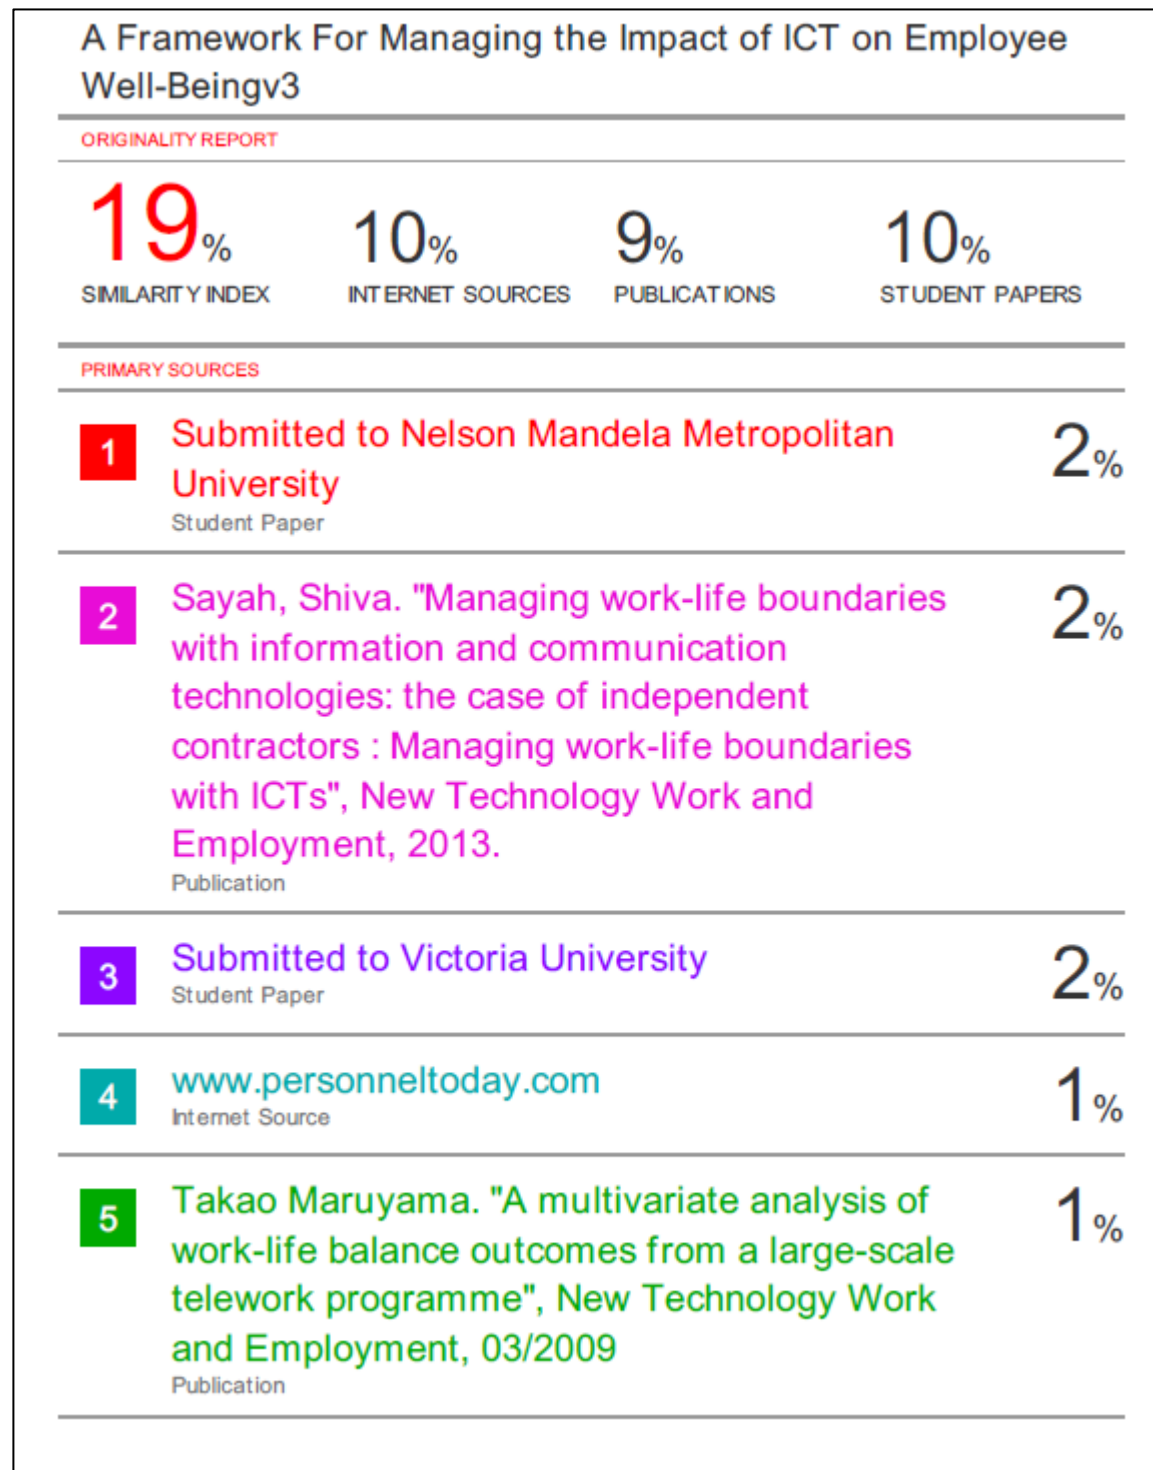 A Framework For Managing the Impact of ICT on Employee
Well-Beingv3
ORIGINALITY REPORT
19%
10%
9%
10%
SIMILARITY INDEX
INTERNET SOURCES
PUBLICATIONS
STUDENT PAPERS
PRIMARY SOURCES
1
Submitted to Nelson Mandela Metropolitan
University
Student Paper
2%
2
Sayah, Shiva. "Managing work-life boundaries
with information and communication
technologies: the case of independent
contractors : Managing work-life boundaries
with ICTs", New Technology Work and
Employment, 2013.
Publication
2%
3
Submitted to Victoria University
Student Paper
2%
4
www.personneltoday.com
Internet Source
1%
5
Takao Maruyama. "A multivariate analysis of
work-life balance outcomes from a large-scale
telework programme", New Technology Work
and Employment, 03/2009
Publication
1%